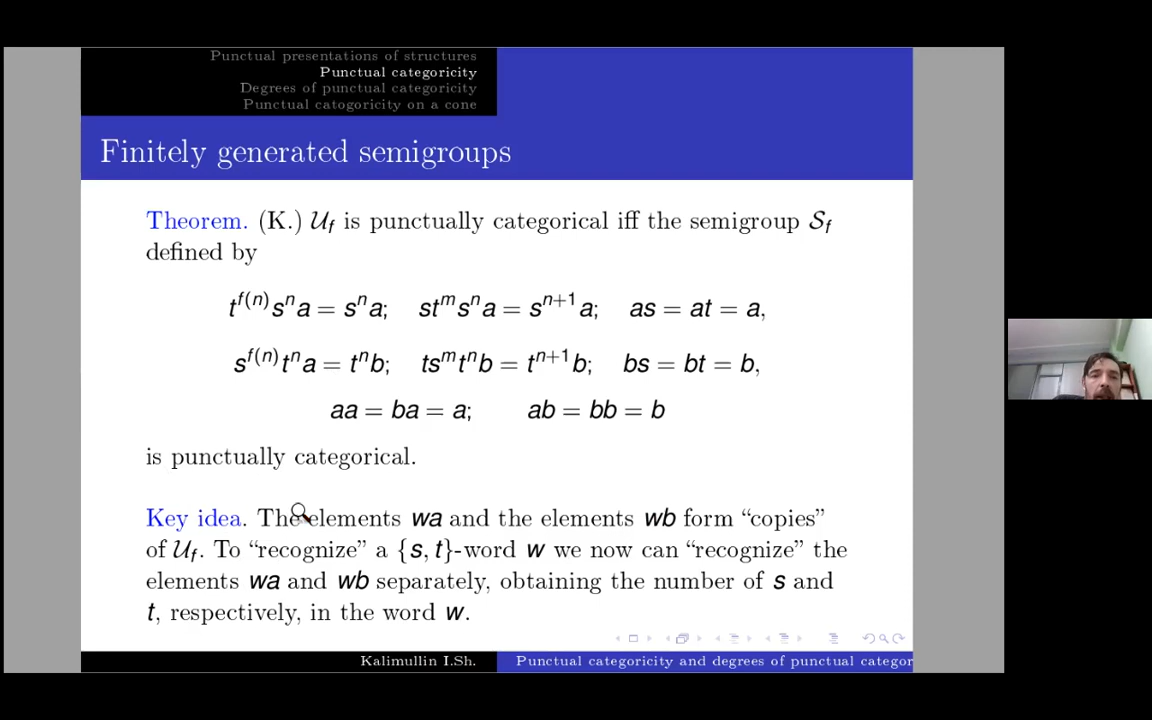 Punctual presentations of structures
Punctual categoricity
Degrees of punctual categoricity
Punctual catogoricity on a cone
Finitely generated semigroups
Theorem. (K.) 𝒰_f is punctually categorical iff the semigroup 𝒮_f
defined by
t^{f(n)}s^n a = s^n a; st^m s^n a = s^{n+1}a; as = at = a,
s^{f(n)}t^n a = t^n b; ts^m t^n b = t^{n+1}b; bs = bt = b,
aa = ba = a; ab = bb = b
is punctually categorical.
Key idea. The elements wa and the elements wb form “copies”
of 𝒰_f. To “recognize” a {s, t}-word w we now can “recognize” the
elements wa and wb separately, obtaining the number of s and
t, respectively, in the word w.
Kalimullin I.Sh.
Punctual categoricity and degrees of punctual categor